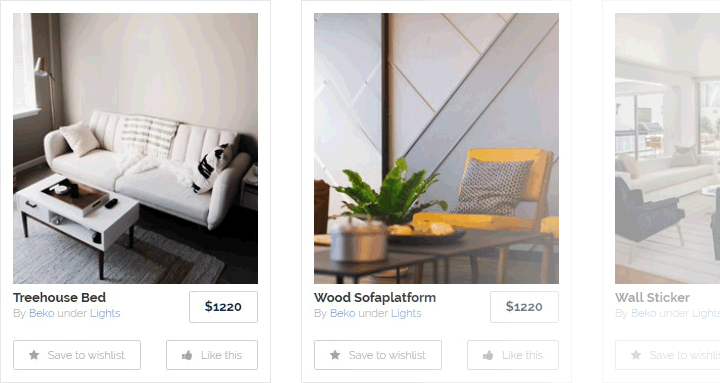 Treehouse Bed
$1220
By Beko under Lights
Save to wishlist
Like this
Wood Sofaplatform
$1220
By Beko under Lights
Save to wishlist
Like this
Wall Sticker
By Beko under Lights
Save to wishli